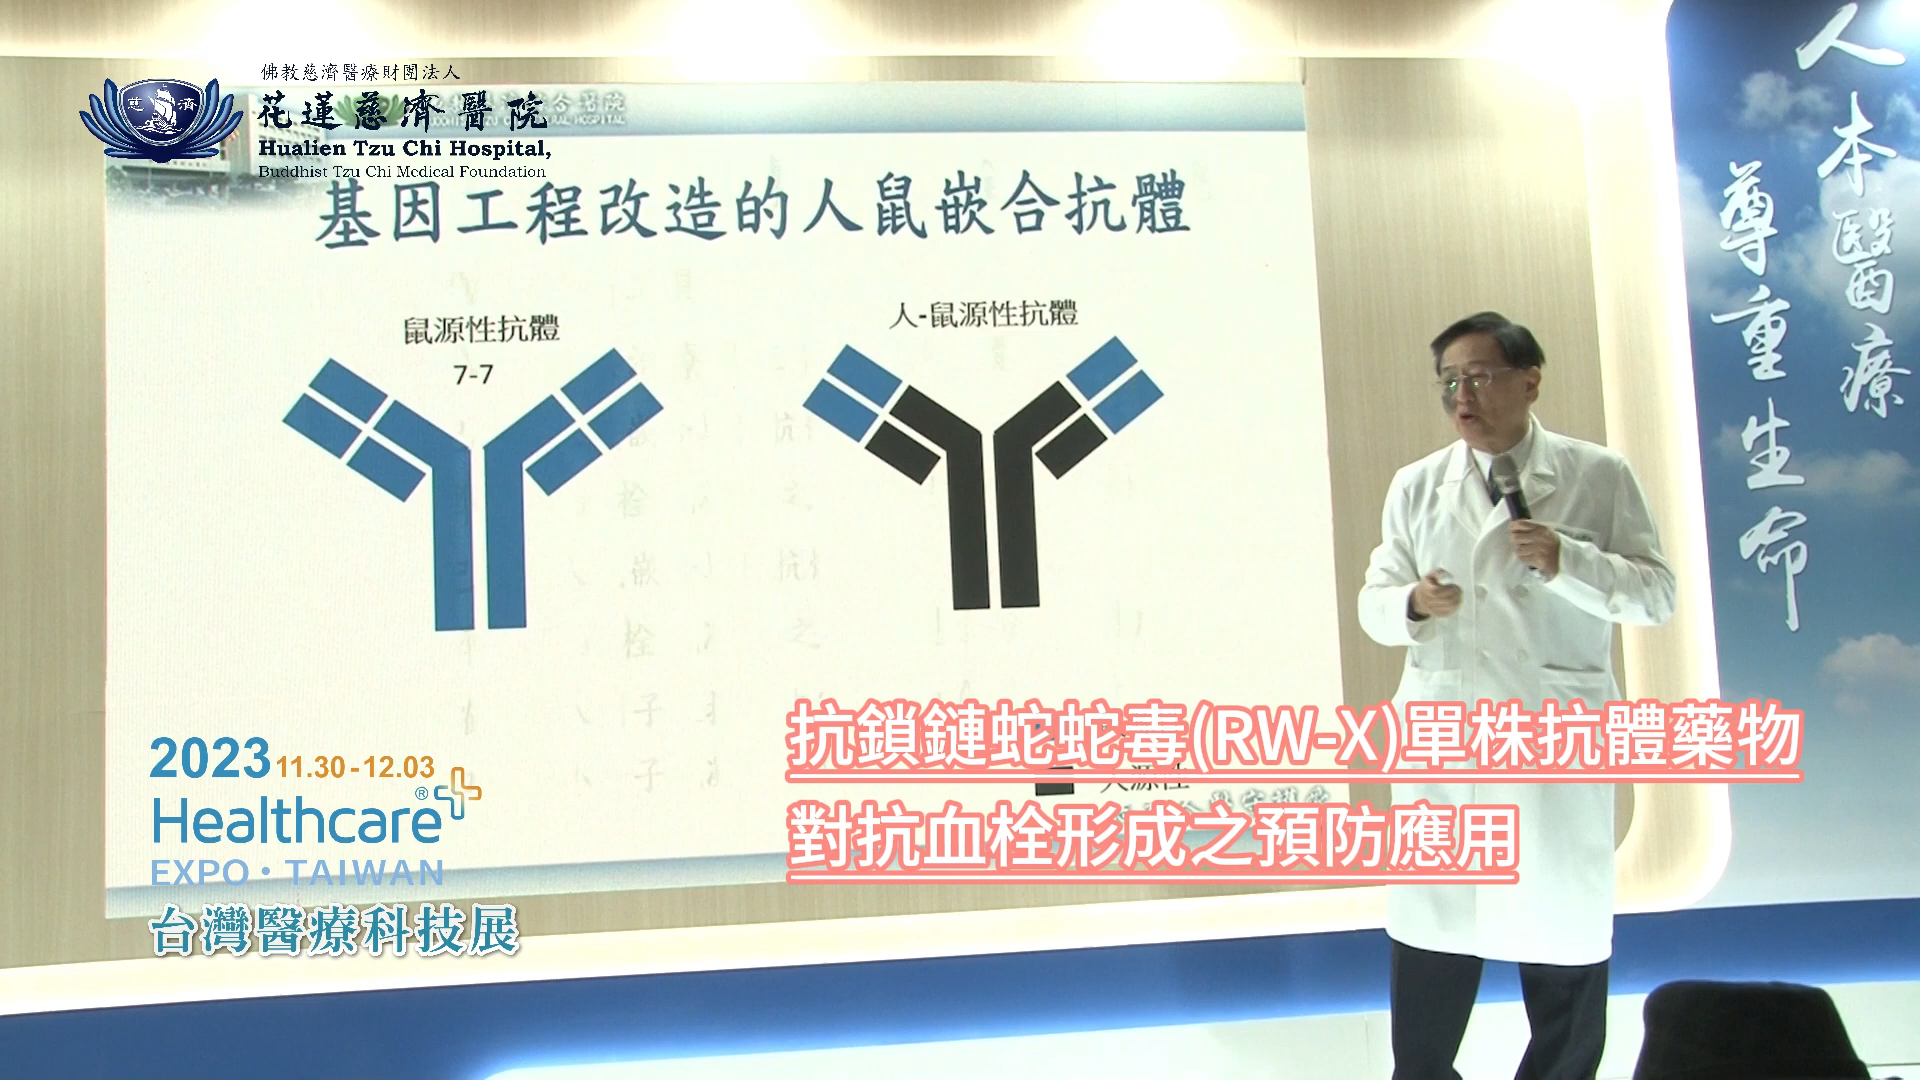 佛教慈濟醫療財團法人
花蓮慈濟醫院
Hualien Tzu Chi Hospital,
Buddhist Tzu Chi Medical Foundation
基因工程改造的人鼠嵌合抗體
鼠源性抗體
7-7
人-鼠源性抗體
人本醫療
尊重生命
抗鎖鏈蛇蛇毒(RW-X)單株抗體藥物
對抗血栓形成之預防應用
人源性
2023 11.30-12.03
Healthcare®
EXPO・TAIWAN
台灣醫療科技展